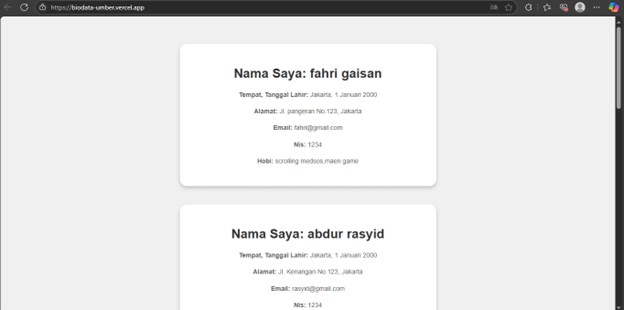 https://biodata-umber.vercel.app
Nama Saya: fahri gaisan
Tempat, Tanggal Lahir: Jakarta, 1 Januari 2000
Alamat: Jl. pangeran No.123, Jakarta
Email: fahri@gmail.com
Nis: 1234
Hobi: scrolling medsos,maen game
Nama Saya: abdur rasyid
Tempat, Tanggal Lahir: Jakarta, 1 Januari 2000
Alamat: Jl. Kenangan No.123, Jakarta
Email: rasyid@gmail.com
Nis: 1234